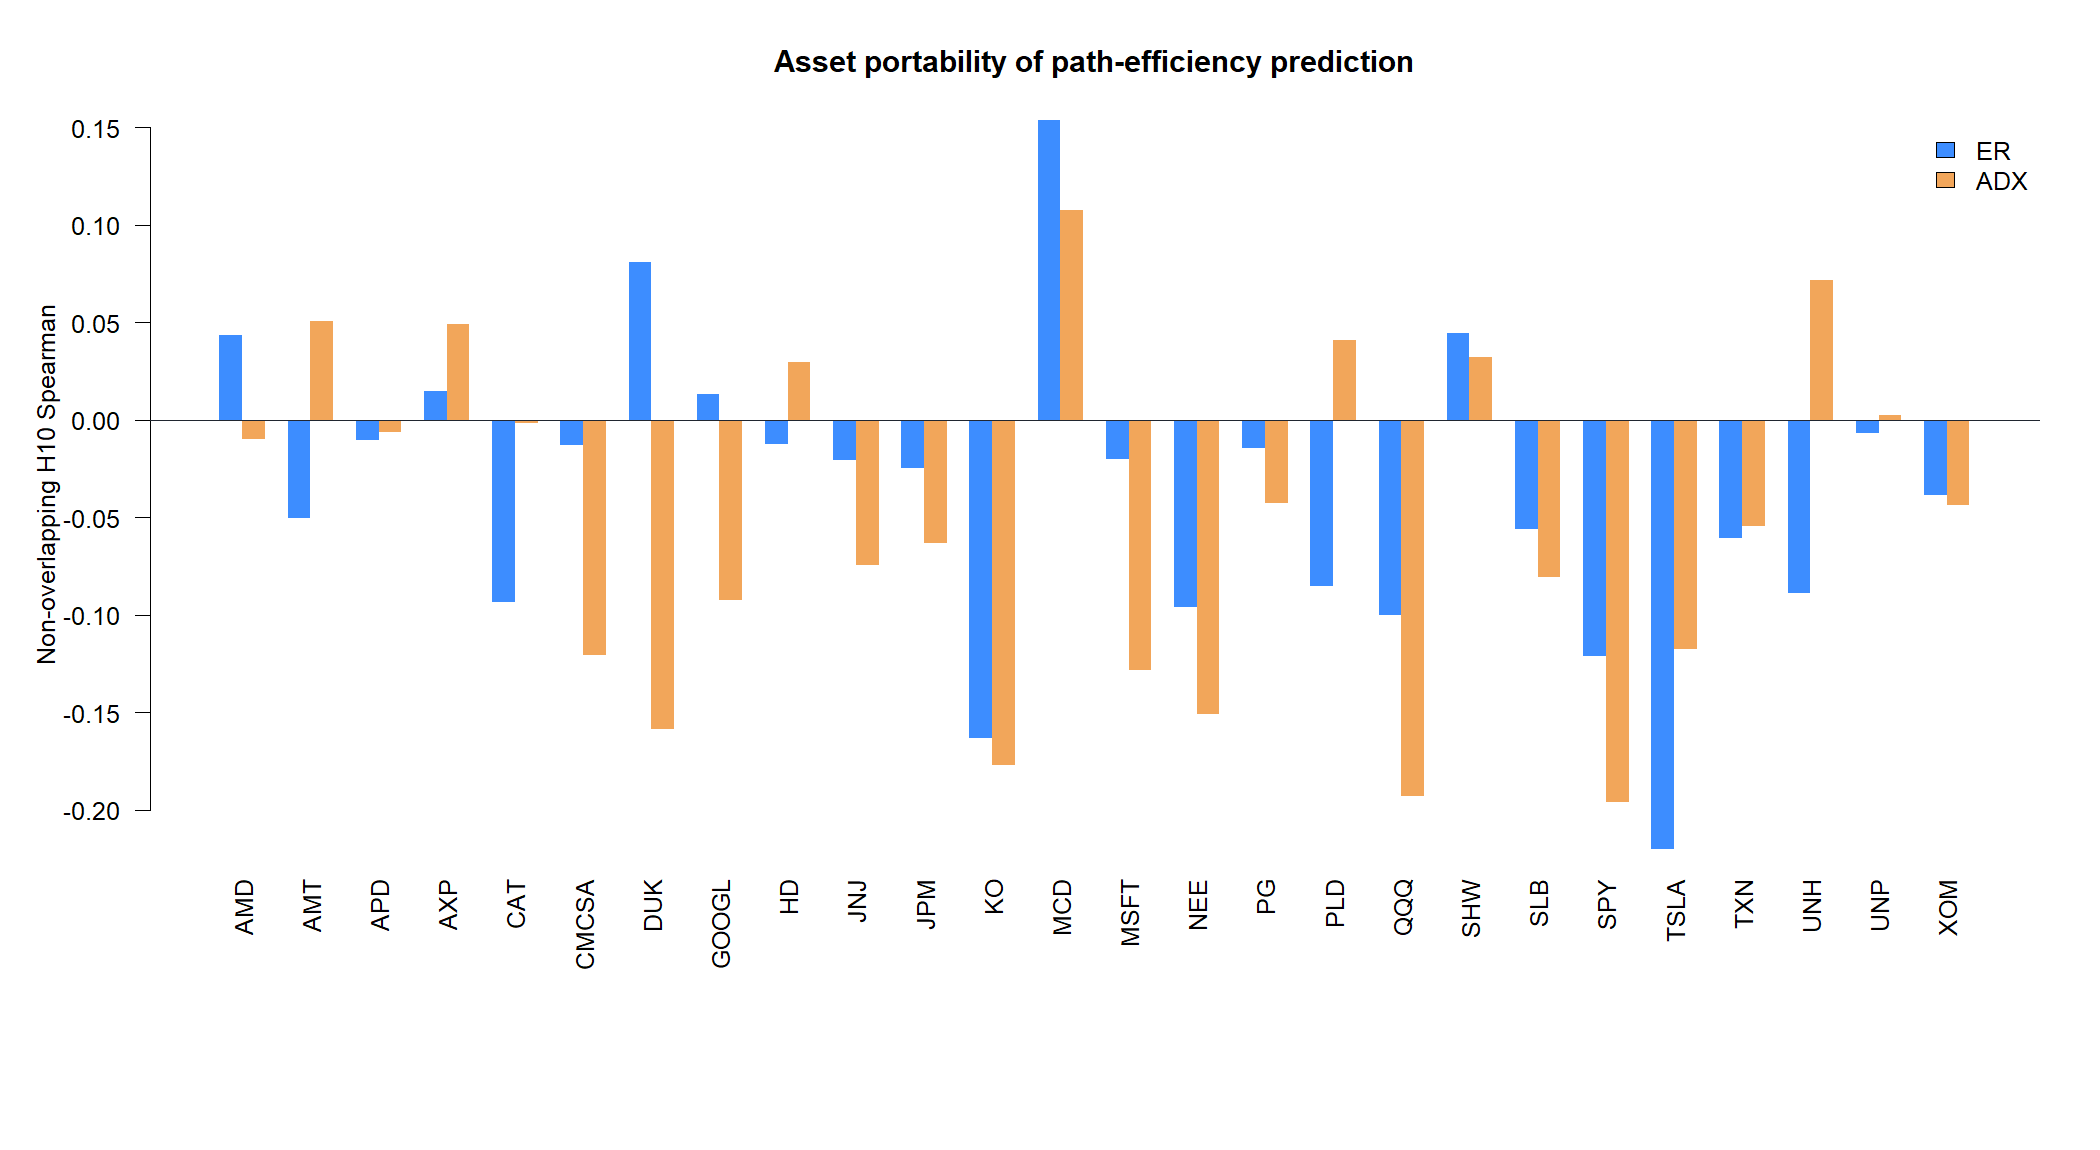 Asset portability of path-efficiency prediction
ER
ADX
Non-overlapping H10 Spearman
0.15
0.10
0.05
0.00
-0.05
-0.10
-0.15
-0.20
AMD
AMT
APD
AXP
CAT
CMCSA
DUK
GOOGL
HD
JNJ
JPM
KO
MCD
MSFT
NEE
PG
PLD
QQQ
SHW
SLB
SPY
TSLA
TXN
UNH
UNP
XOM